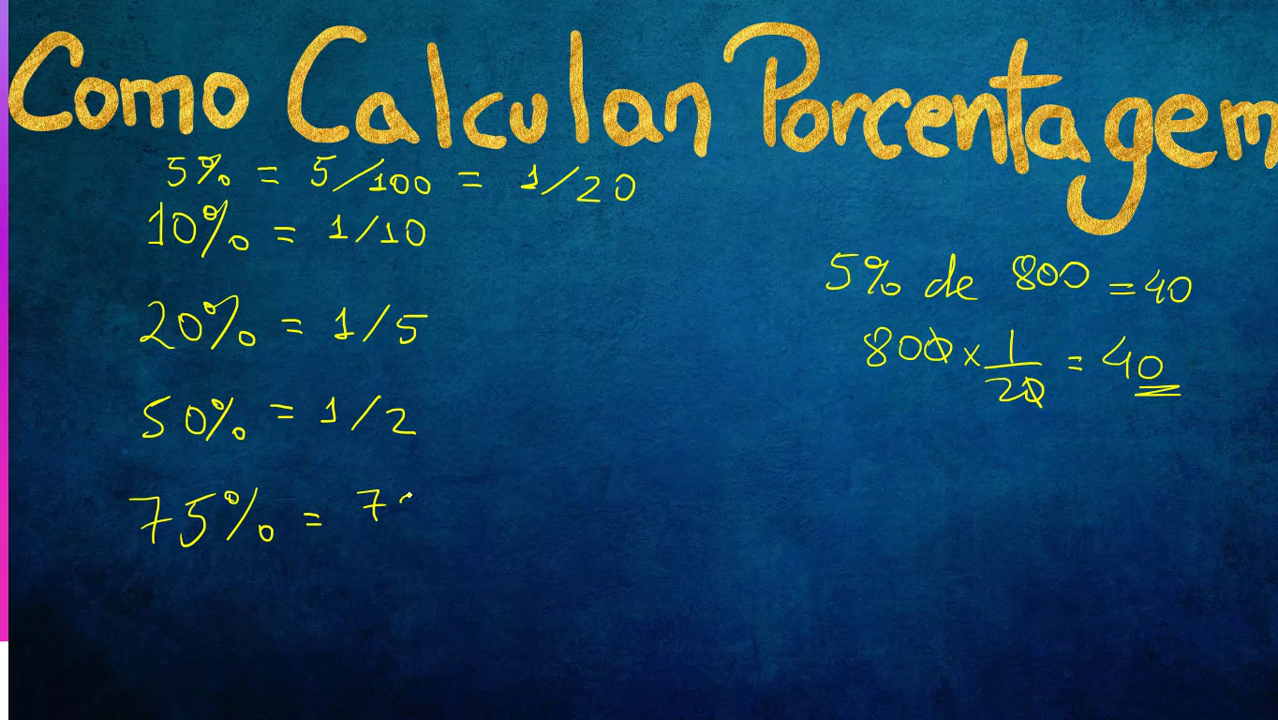 Como Calcular Porcentagem
5% = 5/100 = 1/20
10% = 1/10
20% = 1/5
50% = 1/2
75% = 7
5% de 800 = 40
800 x 1/20 = 40